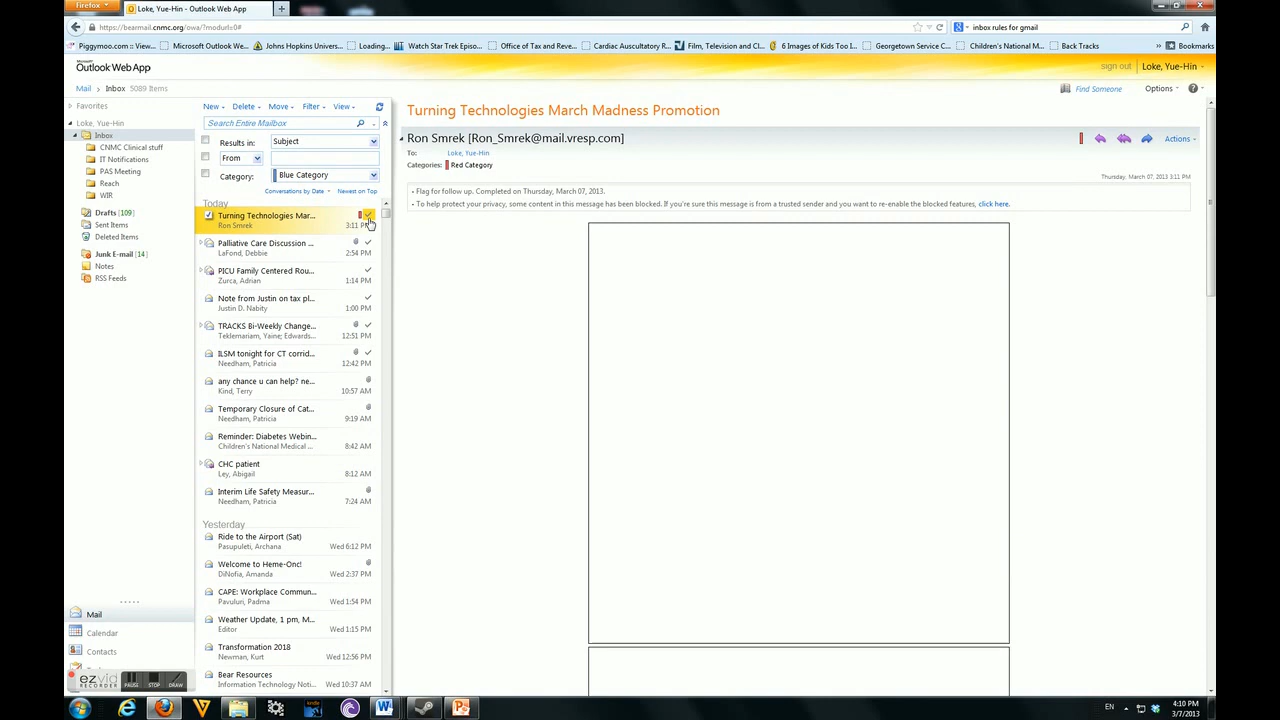 Firefox
Loke, Yue-Hin - Outlook Web App
https://bearmail.cnmc.org/owa/?modurl=0#
inbox rules for gmail
Piggymoo.com :: View...
Microsoft Outlook We...
Johns Hopkins Univers...
Loading...
Watch Star Trek Episo...
Office of Tax and Reve...
Cardiac Auscultatory R...
Film, Television and Cl...
6 Images of Kids Too I...
Georgetown Service C...
Children's National M...
Back Tracks
Bookmarks
Microsoft
Outlook Web App
sign out
Loke, Yue-Hin
Mail › Inbox 5089 Items
Find Someone
Options
Favorites
Loke, Yue-Hin
Inbox
CNMC Clinical stuff
IT Notifications
PAS Meeting
Reach
WIR
Drafts [109]
Sent Items
Deleted Items
Junk E-mail [14]
Notes
RSS Feeds
Mail
Calendar
Contacts
ezvid
RECORDER
PAUSE
STOP
DRAW
New Delete Move Filter View
Search Entire Mailbox
Results in: Subject
From
Category: Blue Category
Conversations by Date Newest on Top
Today
Turning Technologies Mar...
Ron Smrek 3:11 P
Palliative Care Discussion ...
LaFond, Debbie 2:54 PM
PICU Family Centered Rou...
Zurca, Adrian 1:14 PM
Note from Justin on tax pl...
Justin D. Nabity 1:00 PM
TRACKS Bi-Weekly Change...
Teklemariam, Yaine; Edwards... 12:51 PM
ILSM tonight for CT corrid...
Needham, Patricia 12:42 PM
any chance u can help? ne...
Kind, Terry 10:57 AM
Temporary Closure of Cat...
Needham, Patricia 9:19 AM
Reminder: Diabetes Webin...
Children's National Medical ... 8:42 AM
CHC patient
Ley, Abigail 8:12 AM
Interim Life Safety Measur...
Needham, Patricia 7:24 AM
Yesterday
Ride to the Airport (Sat)
Pasupuleti, Archana Wed 6:12 PM
Welcome to Heme-Onc!
DiNofia, Amanda Wed 2:37 PM
CAPE: Workplace Commun...
Pavuluri, Padma Wed 1:54 PM
Weather Update, 1 pm, M...
Editor Wed 1:15 PM
Transformation 2018
Newman, Kurt Wed 12:56 PM
Bear Resources
Information Technology Noti... Wed 10:37 AM
Turning Technologies March Madness Promotion
Ron Smrek [Ron_Smrek@mail.vresp.com]
Actions
To: Loke, Yue-Hin
Categories: Red Category
Thursday, March 07, 2013 3:11 PM
• Flag for follow up. Completed on Thursday, March 07, 2013.
• To help protect your privacy, some content in this message has been blocked. If you're sure this message is from a trusted sender and you want to re-enable the blocked features, click here.
kindle
EN
4:10 PM
3/7/2013